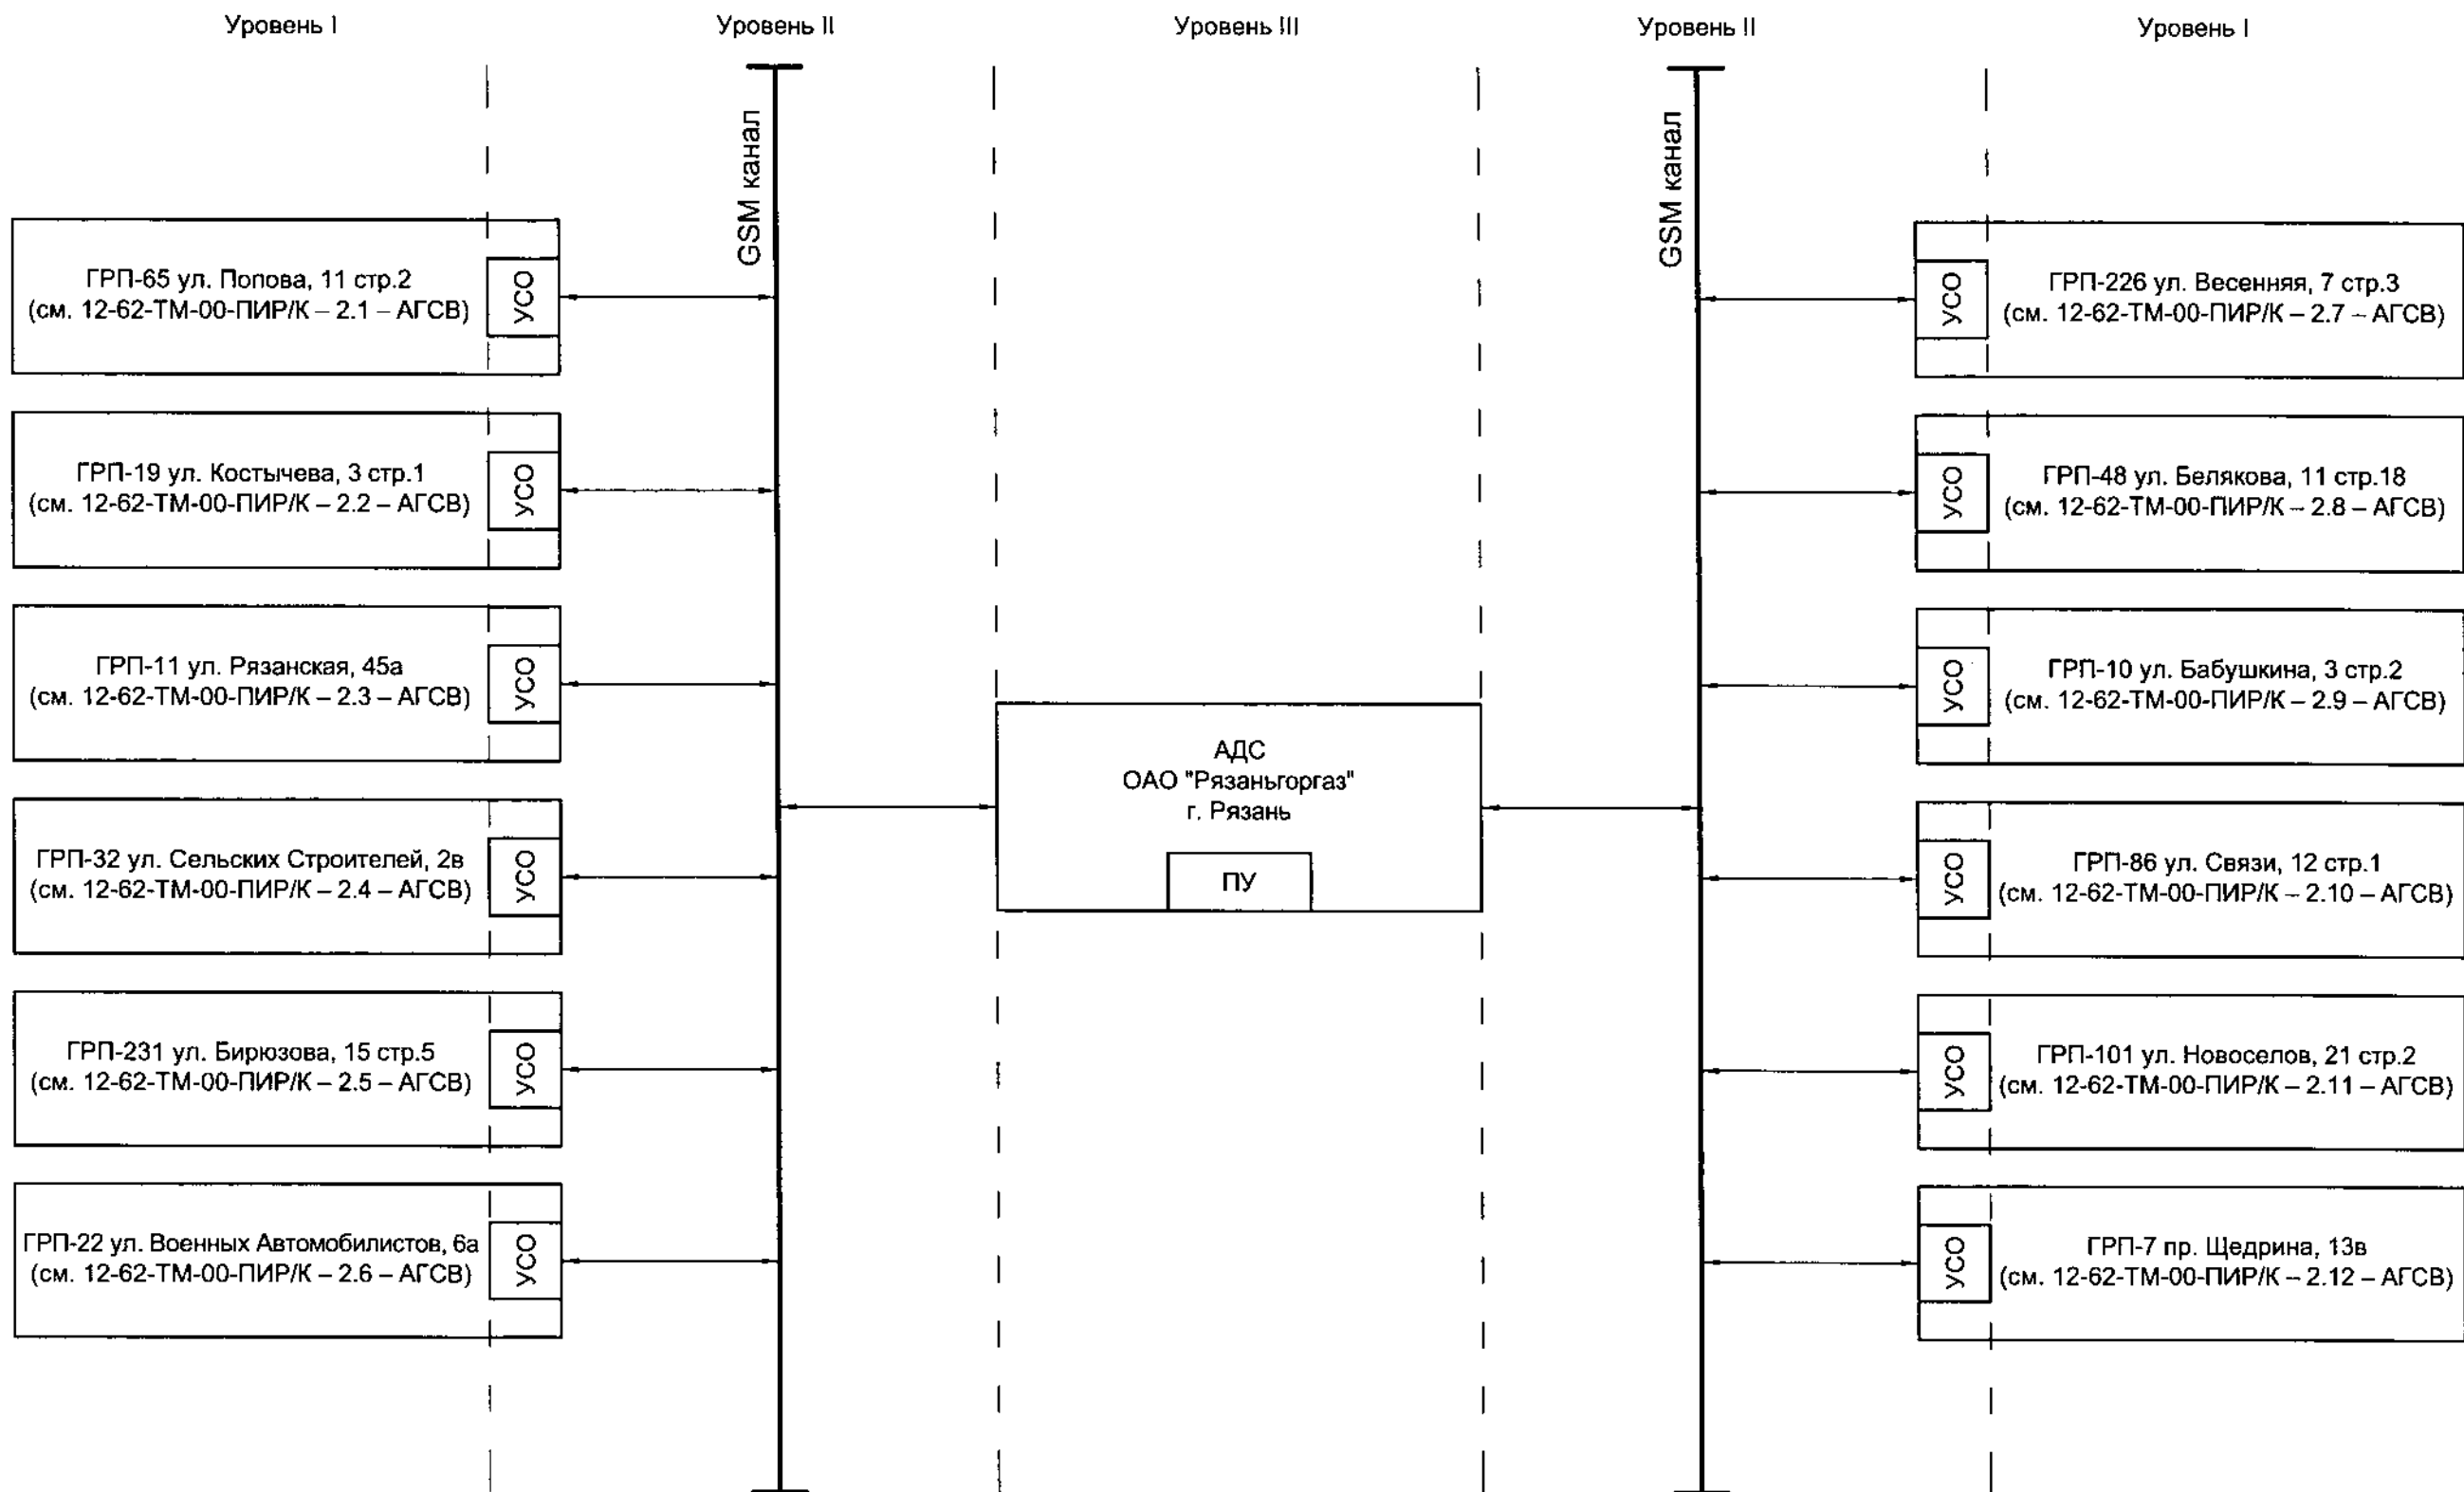 Уровень I
Уровень II
Уровень III
Уровень II
Уровень I
GSM канал
GSM канал
ГРП-65 ул. Попова, 11 стр.2
(см. 12-62-ТМ-00-ПИР/К – 2.1 – АГСВ)
УСО
ГРП-19 ул. Костычева, 3 стр.1
(см. 12-62-ТМ-00-ПИР/К – 2.2 – АГСВ)
УСО
ГРП-11 ул. Рязанская, 45а
(см. 12-62-ТМ-00-ПИР/К – 2.3 – АГСВ)
УСО
ГРП-32 ул. Сельских Строителей, 2в
(см. 12-62-ТМ-00-ПИР/К – 2.4 – АГСВ)
УСО
ГРП-231 ул. Бирюзова, 15 стр.5
(см. 12-62-ТМ-00-ПИР/К – 2.5 – АГСВ)
УСО
ГРП-22 ул. Военных Автомобилистов, 6а
(см. 12-62-ТМ-00-ПИР/К – 2.6 – АГСВ)
УСО
АДС
ОАО "Рязаньгоргаз"
г. Рязань
ПУ
УСО
ГРП-226 ул. Весенняя, 7 стр.3
(см. 12-62-ТМ-00-ПИР/К – 2.7 – АГСВ)
УСО
ГРП-48 ул. Белякова, 11 стр.18
(см. 12-62-ТМ-00-ПИР/К – 2.8 – АГСВ)
УСО
ГРП-10 ул. Бабушкина, 3 стр.2
(см. 12-62-ТМ-00-ПИР/К – 2.9 – АГСВ)
УСО
ГРП-86 ул. Связи, 12 стр.1
(см. 12-62-ТМ-00-ПИР/К – 2.10 – АГСВ)
УСО
ГРП-101 ул. Новоселов, 21 стр.2
(см. 12-62-ТМ-00-ПИР/К – 2.11 – АГСВ)
УСО
ГРП-7 пр. Щедрина, 13в
(см. 12-62-ТМ-00-ПИР/К – 2.12 – АГСВ)